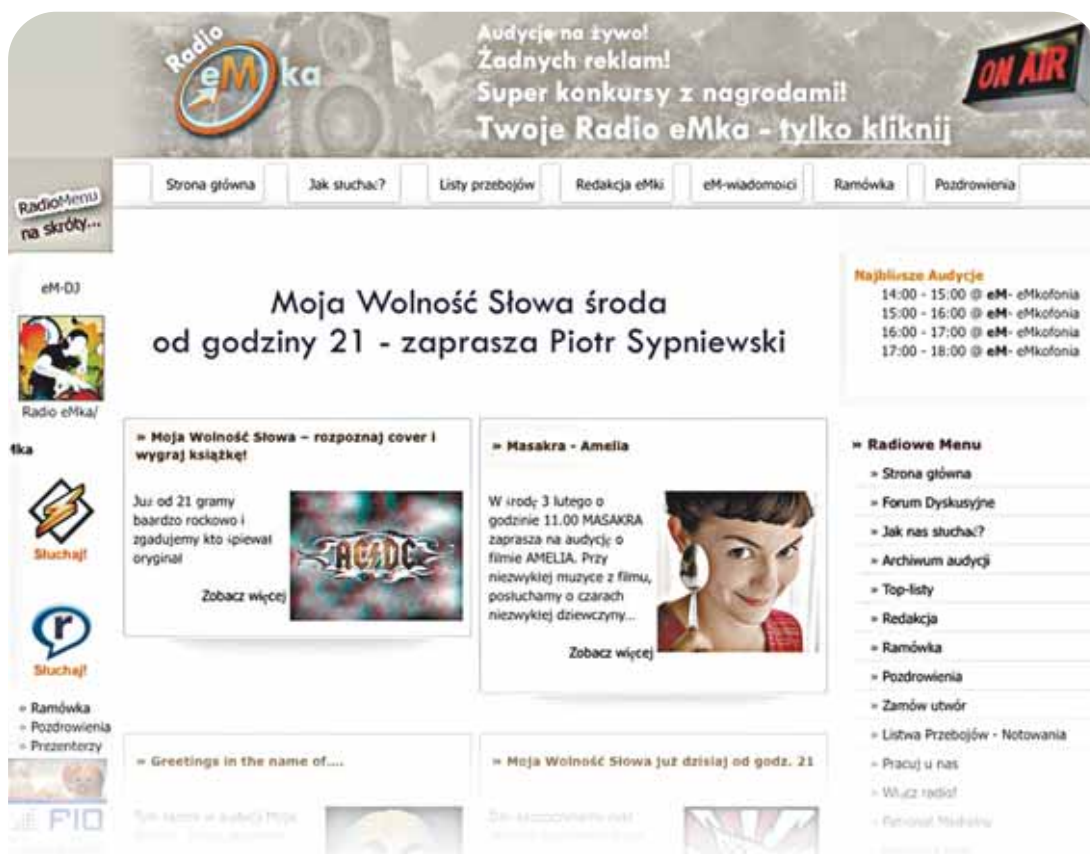 Radio
eMka
Audycje na żywo!
Żadnych reklam!
Super konkursy z nagrodami!
Twoje Radio eMka - tylko kliknij
ON AIR
RadioMenu
na skróty...
Strona główna
Jak słuchać?
Listy przebojów
Redakcja eMki
eM-wiadomości
Ramówka
Pozdrowienia
eM-DJ
Radio eMka/
Mka
Słuchaj!
r
Słuchaj!
» Ramówka
» Pozdrowienia
» Prezenterzy
Moja Wolność Słowa środa
od godziny 21 - zaprasza Piotr Sypniewski
» Moja Wolność Słowa – rozpoznaj cover i
wygraj książkę!
Już od 21 gramy
baardzo rockowo i
zgadujemy kto śpiewał
oryginał
AC/DC
Zobacz więcej
» Masakra - Amelia
W środę 3 lutego o
godzinie 11.00 MASAKRA
zaprasza na audycję o
filmie AMELIA. Przy
niezwykłej muzyce z filmu,
posłuchamy o czarach
niezwykłej dziewczyny...
Zobacz więcej
» Greetings in the name of....
» Moja Wolność Słowa już dzisiaj od godz. 21
Najbliższe Audycje
14:00 - 15:00 @ eM- eMkofonia
15:00 - 16:00 @ eM- eMkofonia
16:00 - 17:00 @ eM- eMkofonia
17:00 - 18:00 @ eM- eMkofonia
» Radiowe Menu
» Strona główna
» Forum Dyskusyjne
» Jak nas słuchać?
» Archiwum audycji
» Top-listy
» Redakcja
» Ramówka
» Pozdrowienia
» Zamów utwór
» Listwa Przebojów - Notowania
» Pracuj u nas
» Włącz radio!
» Patronat Medialny